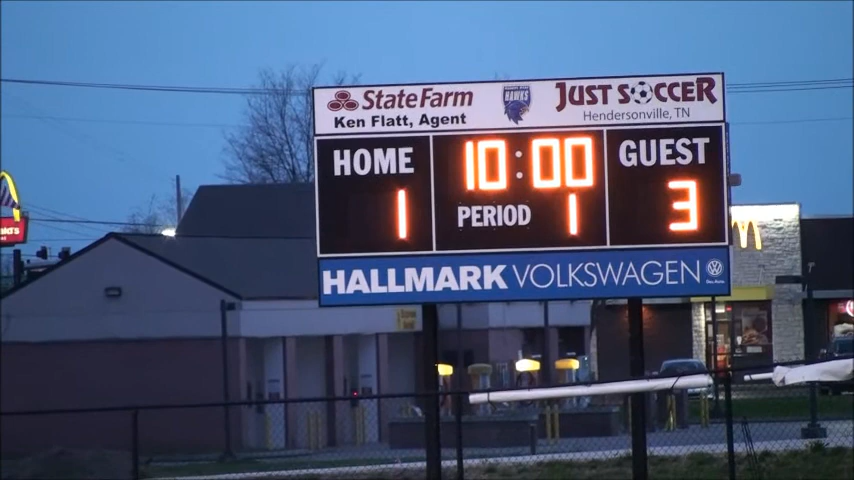 StateFarm
Ken Flatt, Agent
HAWKS
JUST SOCCER
Hendersonville, TN
HOME 10:00 GUEST
1 PERIOD 1 3
HALLMARK VOLKSWAGEN